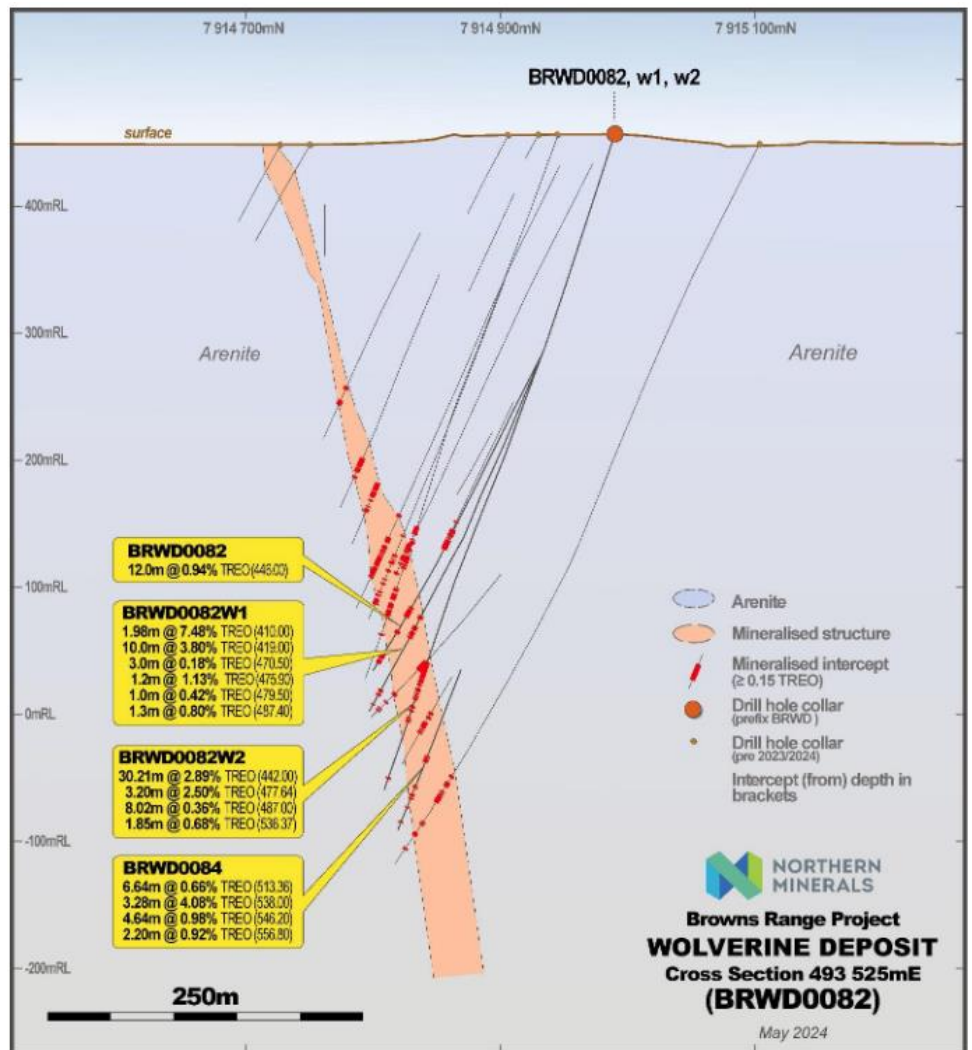 7 914 700mN
7 914 900mN
7 915 100mN
BRWD0082, w1, w2
surface
400mRL
300mRL
Arenite
Arenite
200mRL
BRWD0082
12.0m @ 0.94% TREO (446.00)
100mRL
BRWD0082W1
1.98m @ 7.48% TREO (410.00)
10.0m @ 3.80% TREO (419.00)
3.0m @ 0.18% TREO (470.50)
1.2m @ 1.13% TREO (475.90)
1.0m @ 0.42% TREO (479.50)
1.3m @ 0.80% TREO (487.40)
Arenite
Mineralised structure
Mineralised intercept
(≥ 0.15 TREO)
Drill hole collar
(prefix BRWD )
Drill hole collar
(pre 2023/2024)
Intercept (from) depth in
brackets
0mRL
BRWD0082W2
30.21m @ 2.89% TREO (442.00)
3.20m @ 2.50% TREO (477.64)
8.02m @ 0.36% TREO (487.00)
1.85m @ 0.68% TREO (536.37)
-100mRL
BRWD0084
6.64m @ 0.66% TREO (513.36)
3.28m @ 4.08% TREO (538.00)
4.64m @ 0.98% TREO (546.20)
2.20m @ 0.92% TREO (556.80)
NORTHERN
MINERALS
Browns Range Project
WOLVERINE DEPOSIT
Cross Section 493 525mE
(BRWD0082)
May 2024
-200mRL
250m